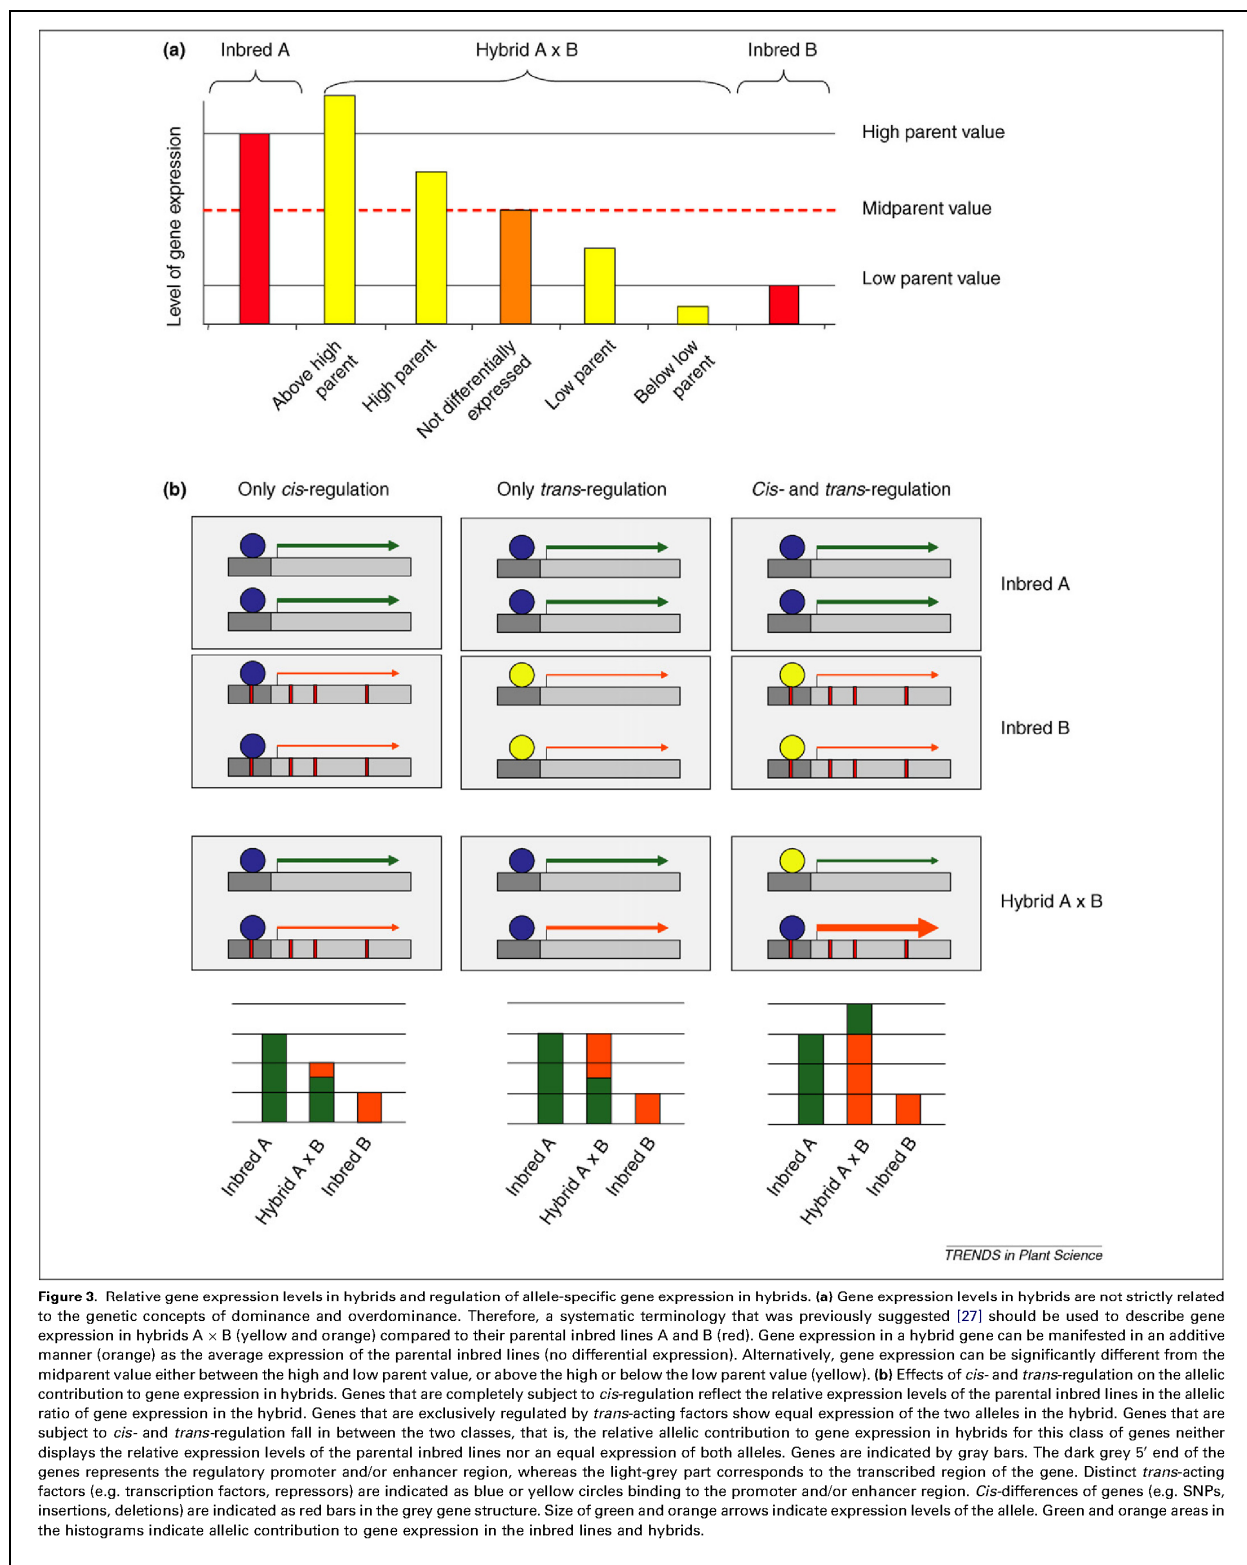 (a) Inbred A Hybrid A x B Inbred B
High parent value
Midparent value
Low parent value
Level of gene expression
Above high parent
High parent
Not differentially expressed
Low parent
Below low parent
(b) Only cis-regulation Only trans-regulation Cis- and trans-regulation
Inbred A
Inbred B
Hybrid A x B
Inbred A Hybrid A x B Inbred B Inbred A Hybrid A x B Inbred B Inbred A Hybrid A x B Inbred B
TRENDS in Plant Science
Figure 3. Relative gene expression levels in hybrids and regulation of allele-specific gene expression in hybrids. (a) Gene expression levels in hybrids are not strictly related
to the genetic concepts of dominance and overdominance. Therefore, a systematic terminology that was previously suggested [27] should be used to describe gene
expression in hybrids A × B (yellow and orange) compared to their parental inbred lines A and B (red). Gene expression in a hybrid gene can be manifested in an additive
manner (orange) as the average expression of the parental inbred lines (no differential expression). Alternatively, gene expression can be significantly different from the
midparent value either between the high and low parent value, or above the high or below the low parent value (yellow). (b) Effects of cis- and trans-regulation on the allelic
contribution to gene expression in hybrids. Genes that are completely subject to cis-regulation reflect the relative expression levels of the parental inbred lines in the allelic
ratio of gene expression in the hybrid. Genes that are exclusively regulated by trans-acting factors show equal expression of the two alleles in the hybrid. Genes that are
subject to cis- and trans-regulation fall in between the two classes, that is, the relative allelic contribution to gene expression in hybrids for this class of genes neither
displays the relative expression levels of the parental inbred lines nor an equal expression of both alleles. Genes are indicated by gray bars. The dark grey 5′ end of the
genes represents the regulatory promoter and/or enhancer region, whereas the light-grey part corresponds to the transcribed region of the gene. Distinct trans-acting
factors (e.g. transcription factors, repressors) are indicated as blue or yellow circles binding to the promoter and/or enhancer region. Cis-differences of genes (e.g. SNPs,
insertions, deletions) are indicated as red bars in the grey gene structure. Size of green and orange arrows indicate expression levels of the allele. Green and orange areas in
the histograms indicate allelic contribution to gene expression in the inbred lines and hybrids.